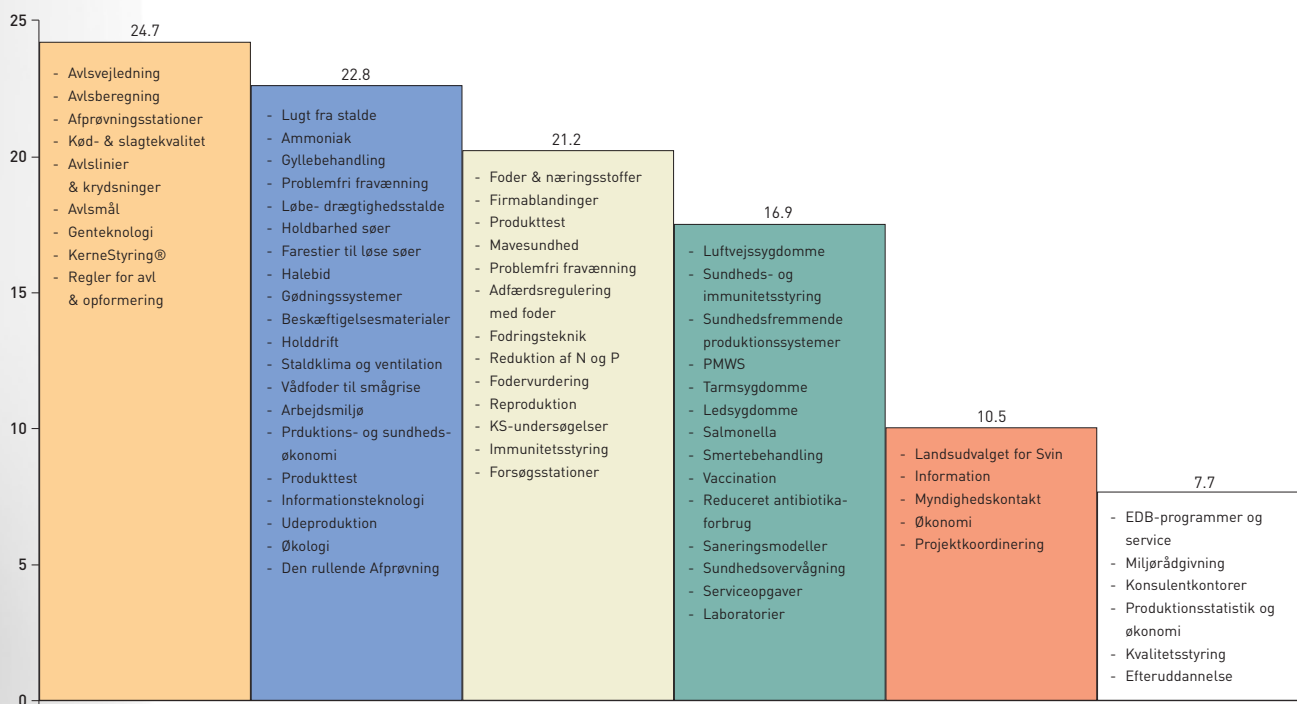 25
20
15
10
5
0
24.7
- Avlsvejledning
- Avlsberegning
- Afprøvningsstationer
- Kød- & slagtekvalitet
- Avlslinier
& krydsninger
- Avlsmål
- Genteknologi
- KerneStyring®
- Regler for avl
& opformering
22.8
- Lugt fra stalde
- Ammoniak
- Gyllebehandling
- Problemfri fravænning
- Løbe- drægtighedsstalde
- Holdbarhed søer
- Farestier til løse søer
- Halebid
- Gødningssystemer
- Beskæftigelsesmaterialer
- Holddrift
- Staldklima og ventilation
- Vådfoder til smågrise
- Arbejdsmiljø
- Prduktions- og sundheds-
økonomi
- Produkttest
- Informationsteknologi
- Udeproduktion
- Økologi
- Den rullende Afprøvning
21.2
- Foder & næringsstoffer
- Firmablandinger
- Produkttest
- Mavesundhed
- Problemfri fravænning
- Adfærdsregulering
med foder
- Fodringsteknik
- Reduktion af N og P
- Fodervurdering
- Reproduktion
- KS-undersøgelser
- Immunitetsstyring
- Forsøgsstationer
16.9
- Luftvejssygdomme
- Sundheds- og
immunitetsstyring
- Sundhedsfremmende
produktionssystemer
- PMWS
- Tarmsygdomme
- Ledsygdomme
- Salmonella
- Smertebehandling
- Vaccination
- Reduceret antibiotika-
forbrug
- Saneringsmodeller
- Sundhedsovervågning
- Serviceopgaver
- Laboratorier
10.5
- Landsudvalget for Svin
- Information
- Myndighedskontakt
- Økonomi
- Projektkoordinering
7.7
- EDB-programmer og
service
- Miljørådgivning
- Konsulentkontorer
- Produktionsstatistik og
økonomi
- Kvalitetsstyring
- Efteruddannelse